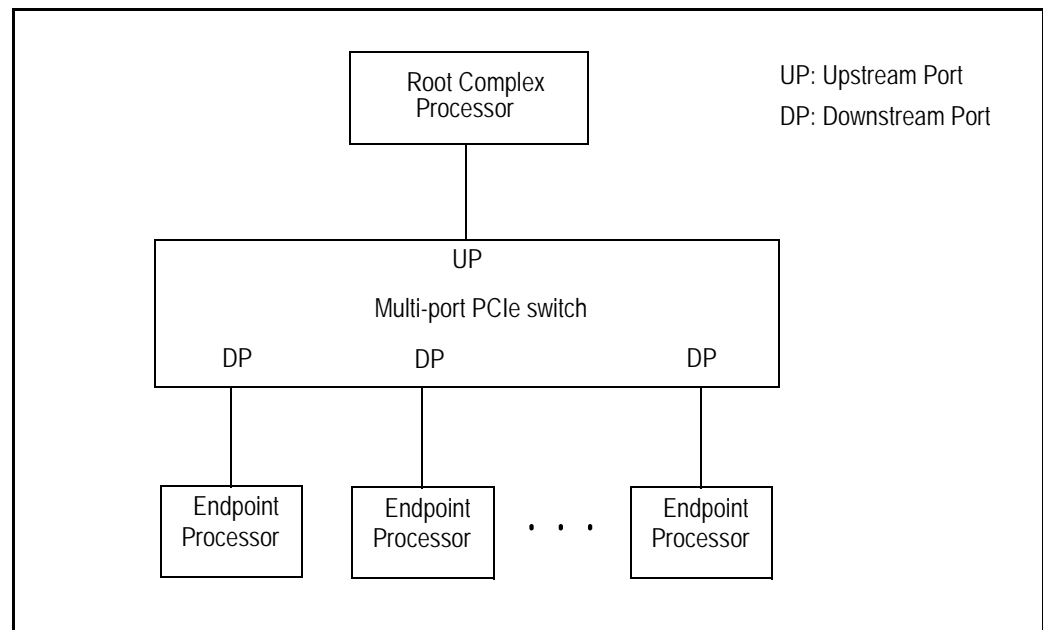 Root Complex
Processor
UP: Upstream Port
DP: Downstream Port
UP
Multi-port PCIe switch
DP
DP
DP
Endpoint
Processor
Endpoint
Processor
. . .
Endpoint
Processor